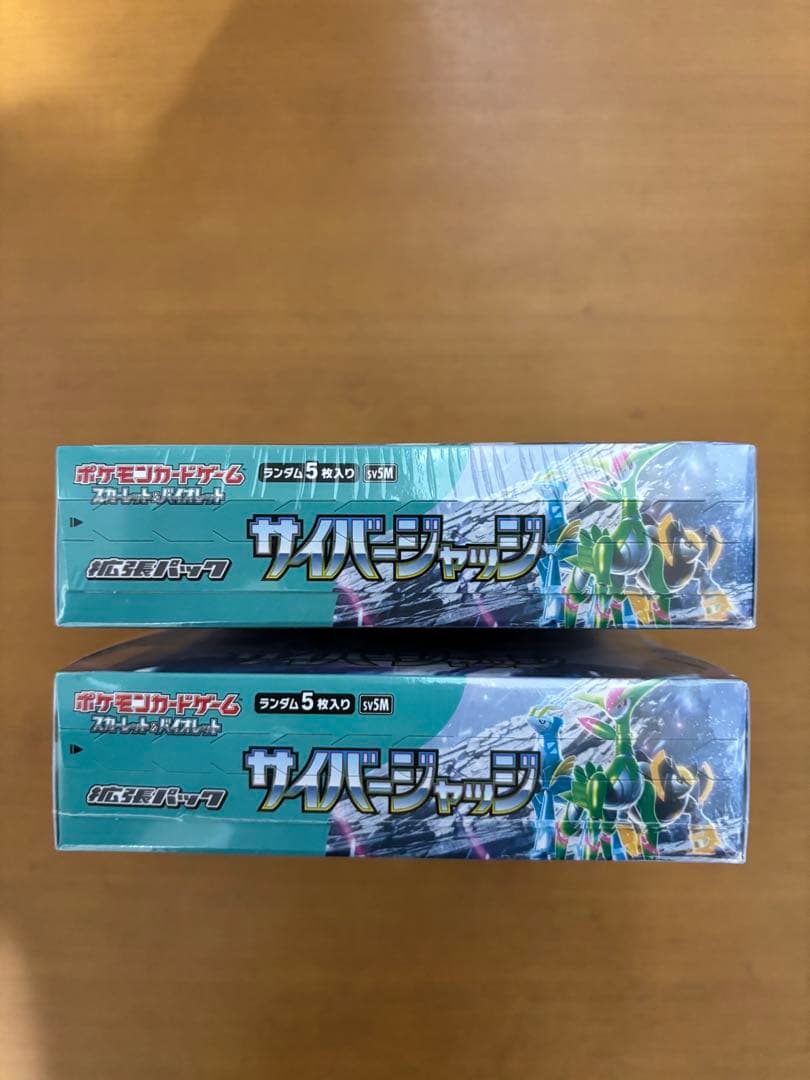 ポケモンカードゲーム
スカーレット&バイオレット
ランダム5枚入り SV5M
拡張パック
サイバージャッジ
ポケモンカードゲーム
スカーレット&バイオレット
ランダム5枚入り SV5M
拡張パック
サイバージャッジ